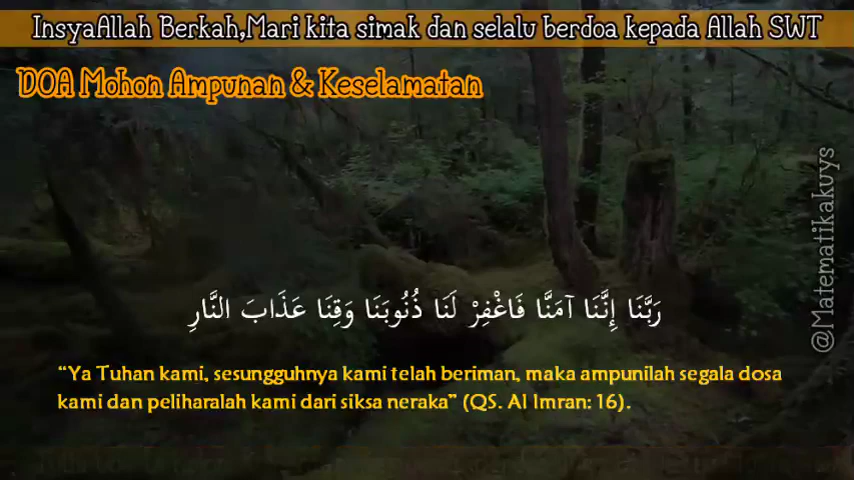 InsyaAllah Berkah,Mari kita simak dan selalu berdoa kepada Allah SWT
DOA Mohon Ampunan & Keselamatan
@Matematikakuys
رَبَّنَا إِنَّنَا آمَنَّا فَاغْفِرْ لَنَا ذُنُوبَنَا وَقِنَا عَذَابَ النَّارِ
“Ya Tuhan kami, sesungguhnya kami telah beriman, maka ampunilah segala dosa
kami dan peliharalah kami dari siksa neraka” (QS. Al Imran: 16).